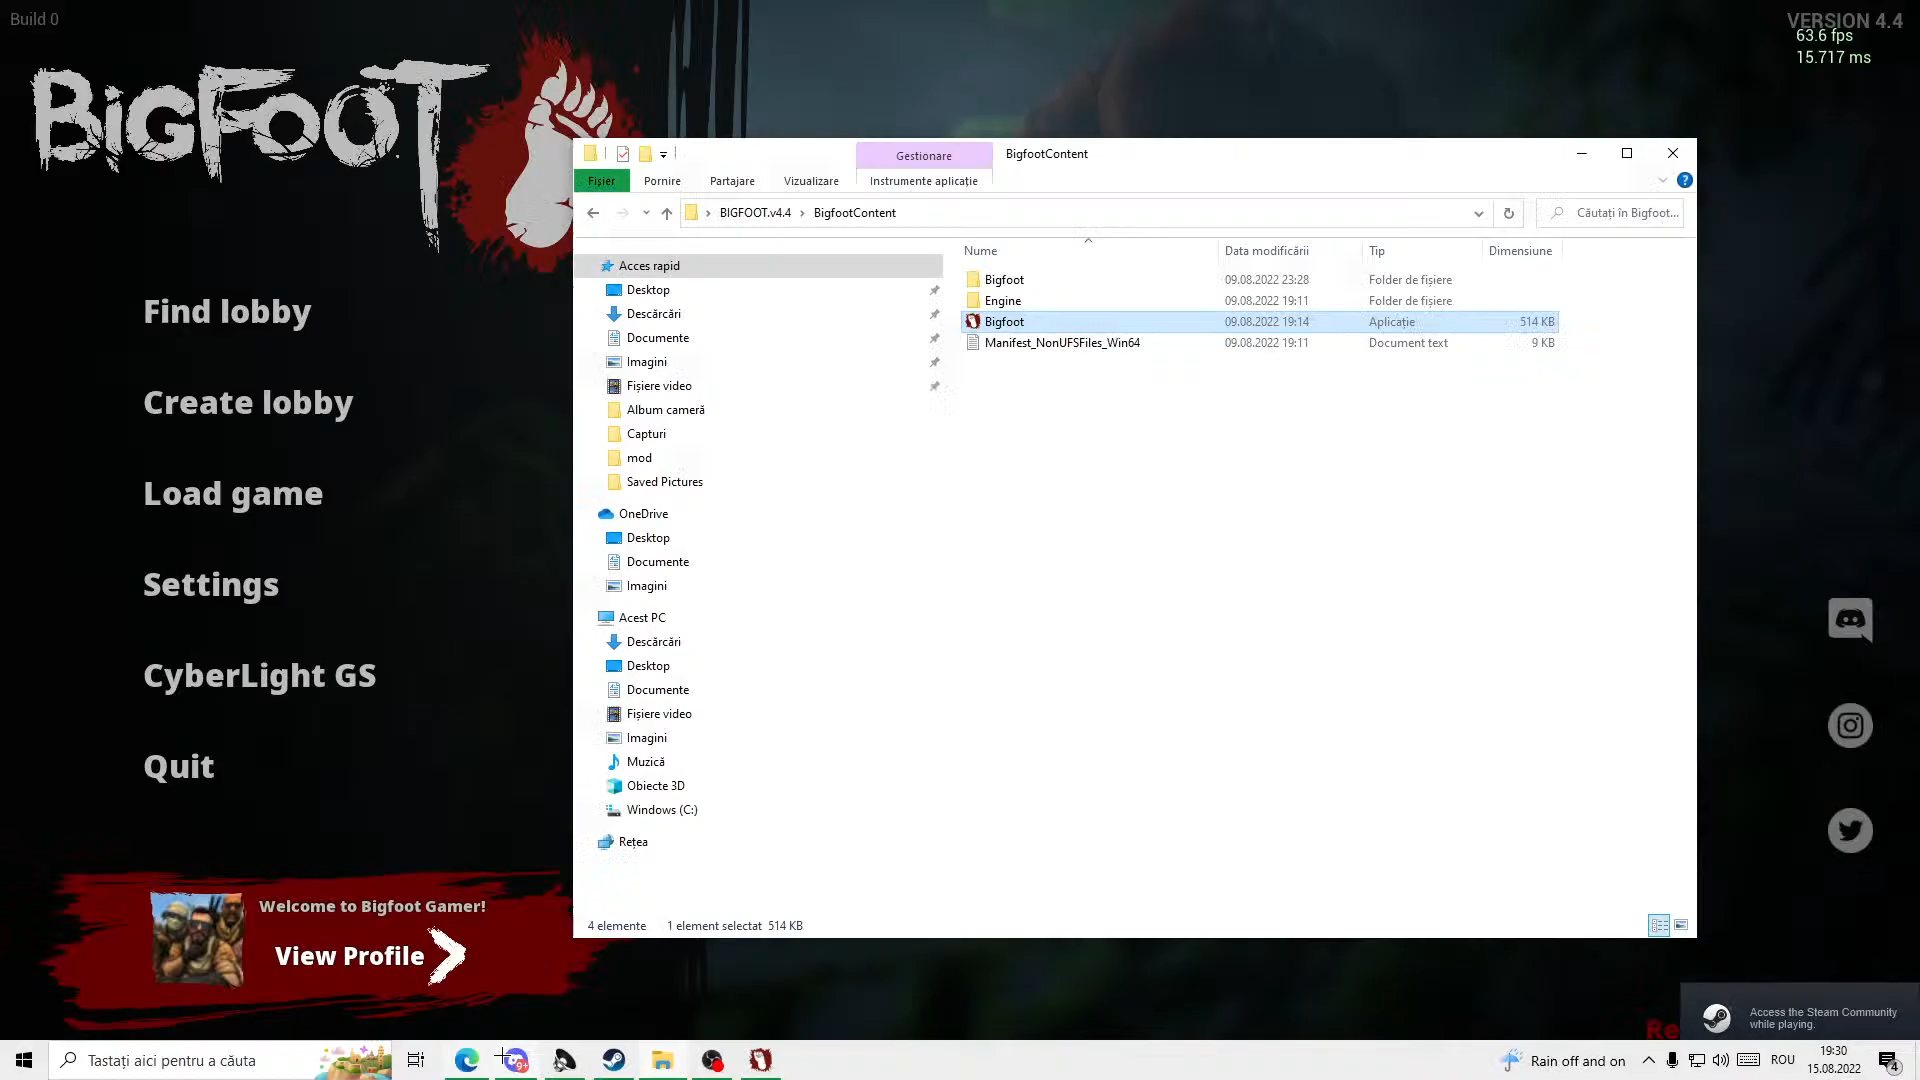 Build 0
VERSION 4.4
63.6 fps
15.717 ms
BIGFOOT
Find lobby
Create lobby
Load game
Settings
CyberLight GS
Quit
Welcome to Bigfoot Gamer!
View Profile
Gestionare
BigfootContent
Fișier
Pornire
Partajare
Vizualizare
Instrumente aplicație
?
BIGFOOT.v4.4 > BigfootContent
Căutați în Bigfoot...
Nume Data modificării Tip Dimensiune
Bigfoot 09.08.2022 23:28 Folder de fișiere
Engine 09.08.2022 19:11 Folder de fișiere
Bigfoot 09.08.2022 19:14 Aplicație 514 KB
Manifest_NonUFSFiles_Win64 09.08.2022 19:11 Document text 9 KB
Acces rapid
Desktop
Descărcări
Documente
Imagini
Fișiere video
Album cameră
Capturi
mod
Saved Pictures
OneDrive
Desktop
Documente
Imagini
Acest PC
Descărcări
Desktop
Documente
Fișiere video
Imagini
Muzică
Obiecte 3D
Windows (C:)
Rețea
4 elemente 1 element selectat 514 KB
Access the Steam Community
while playing.
Re
Tastați aici pentru a căuta
9+
Rain off and on
ROU
19:30
15.08.2022
4